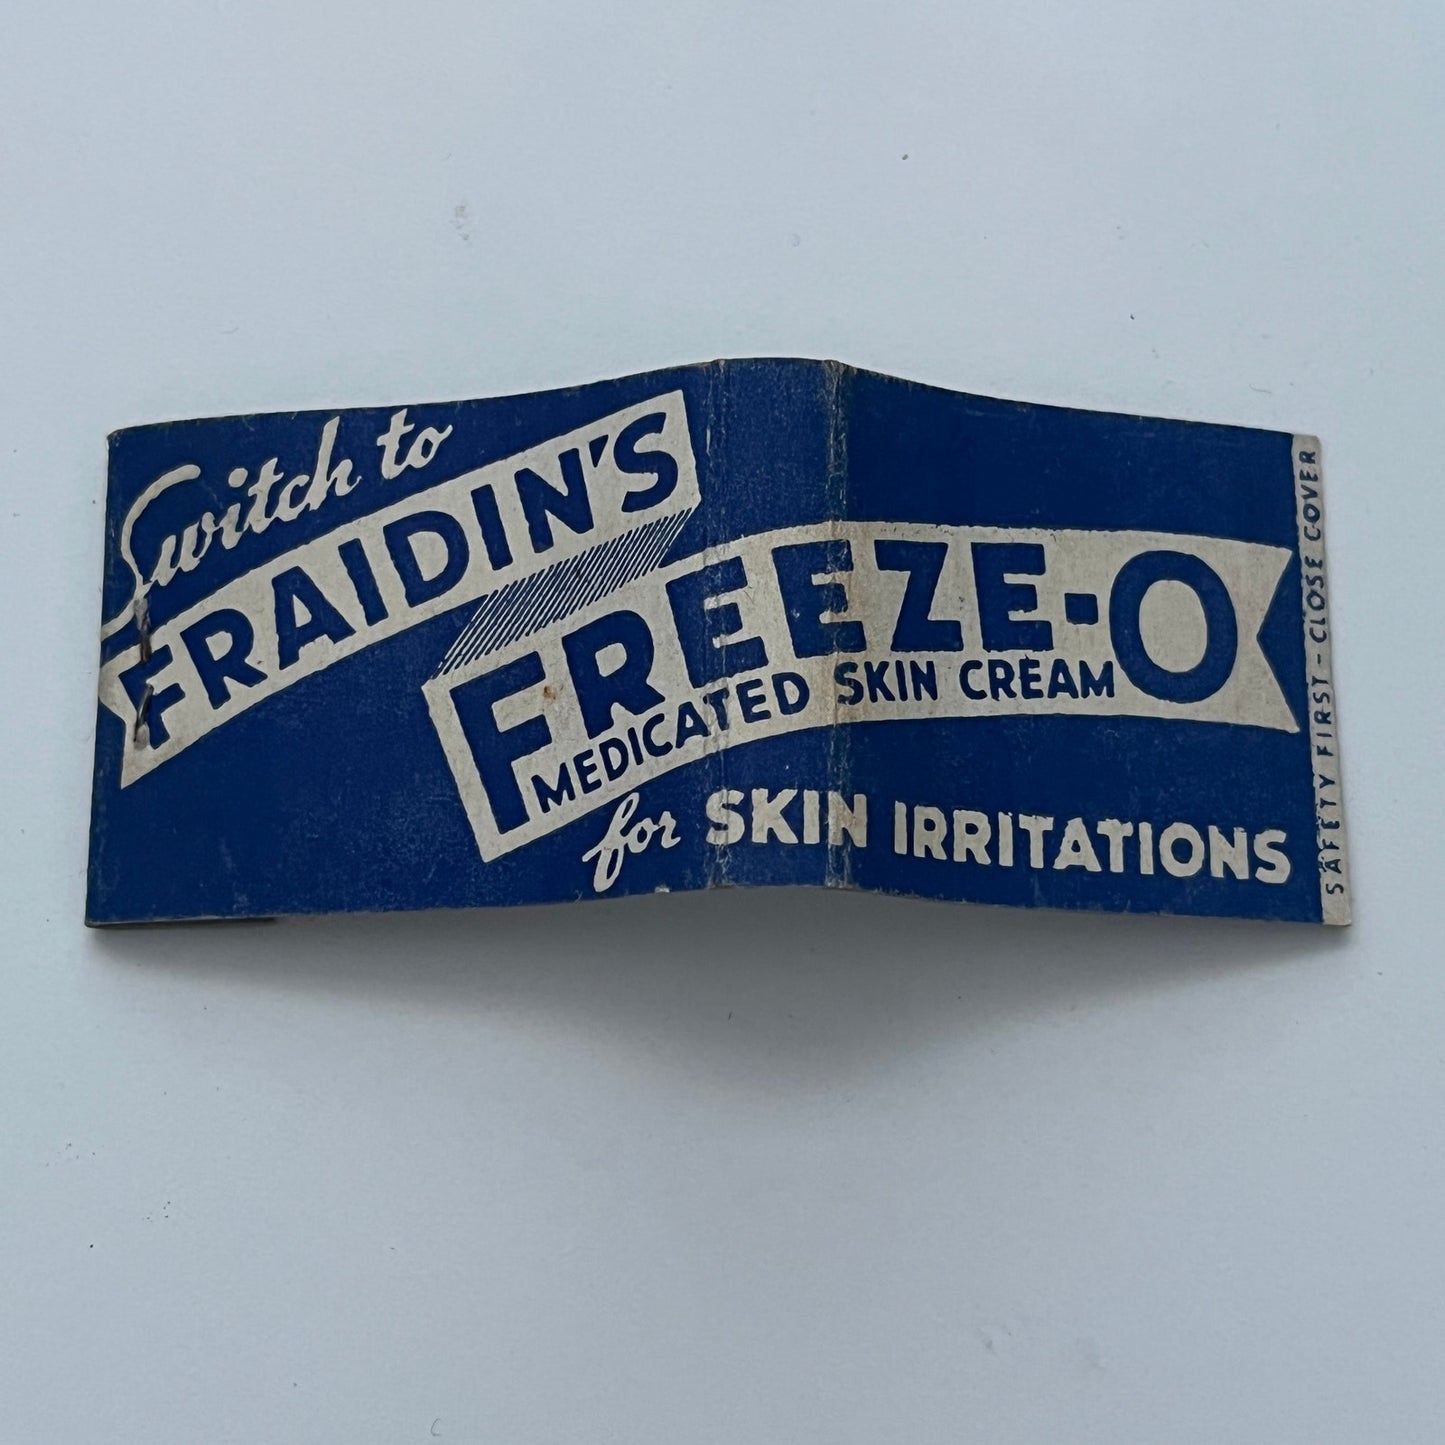 Switch to
FRAIDIN'S
FREEZE-O
MEDICATED SKIN CREAM
for SKIN IRRITATIONS
SAFETY FIRST - CLOSE COVER